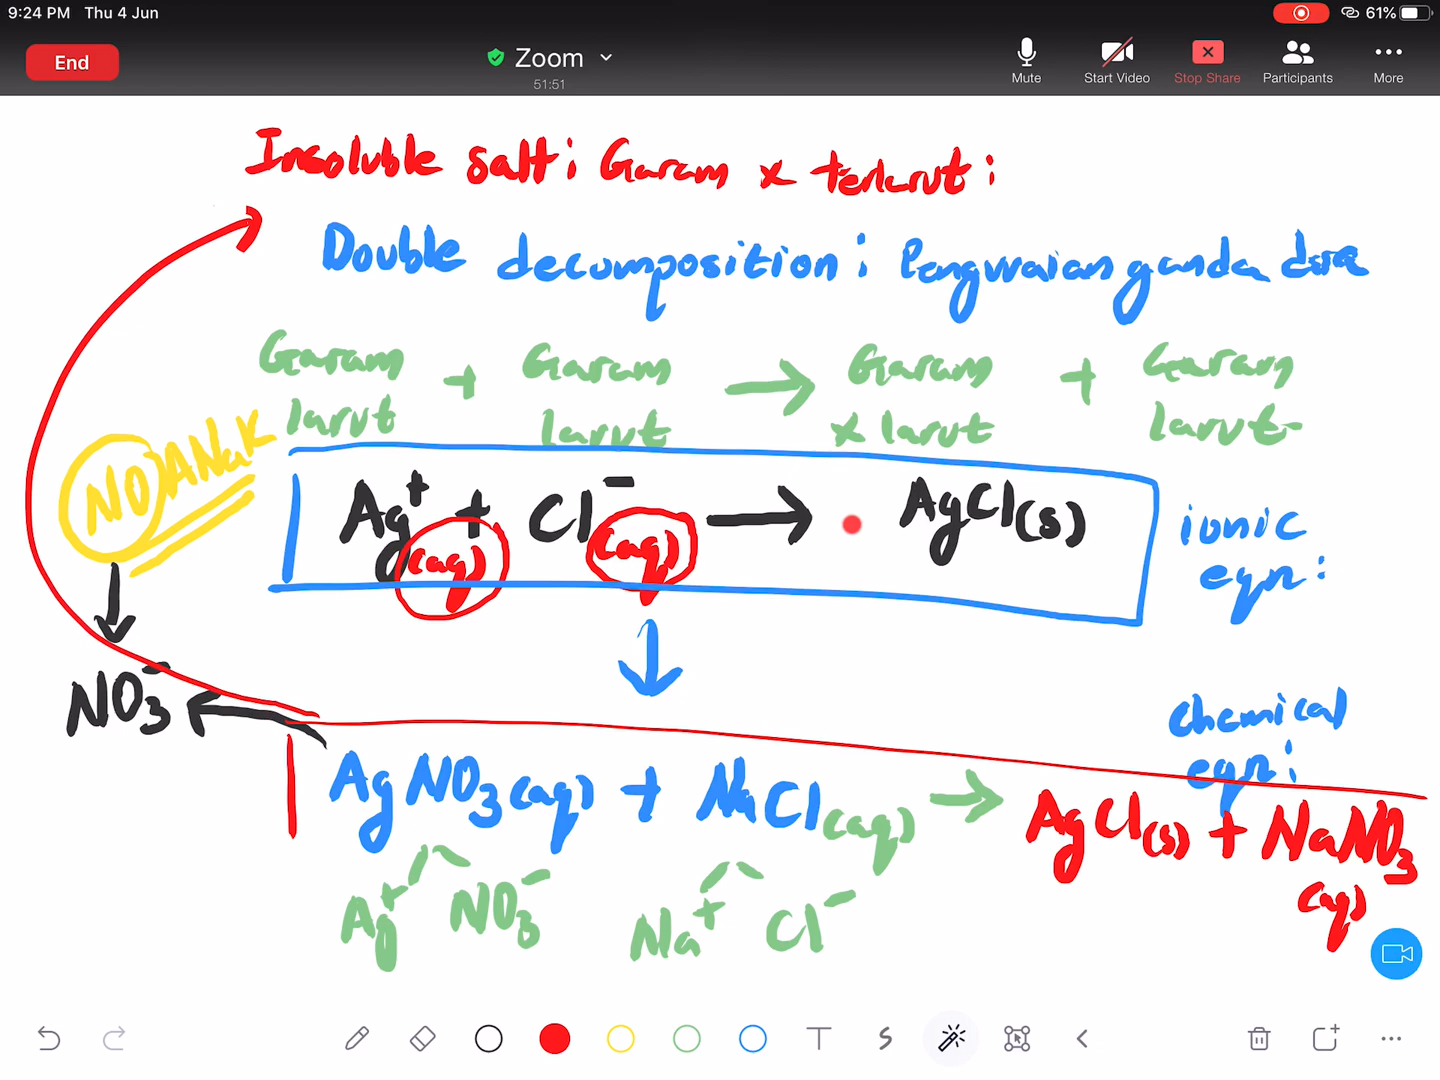 9:24 PM Thu 4 Jun
61%
End
Zoom
51:51
Mute
Start Video
Stop Share
Participants
More
Insoluble salt : Garam x terlarut :
Double decomposition : Penguraian ganda dua
Garam larut + Garam larut → Garam x larut + Garam larut
NO ANaK
Ag⁺(aq) + Cl⁻(aq) → AgCl(s)
ionic eqn :
NO₃⁻
chemical eqn :
AgNO₃(aq) + NaCl(aq) → AgCl(s) + NaNO₃(aq)
Ag⁺ NO₃⁻ Na⁺ Cl⁻